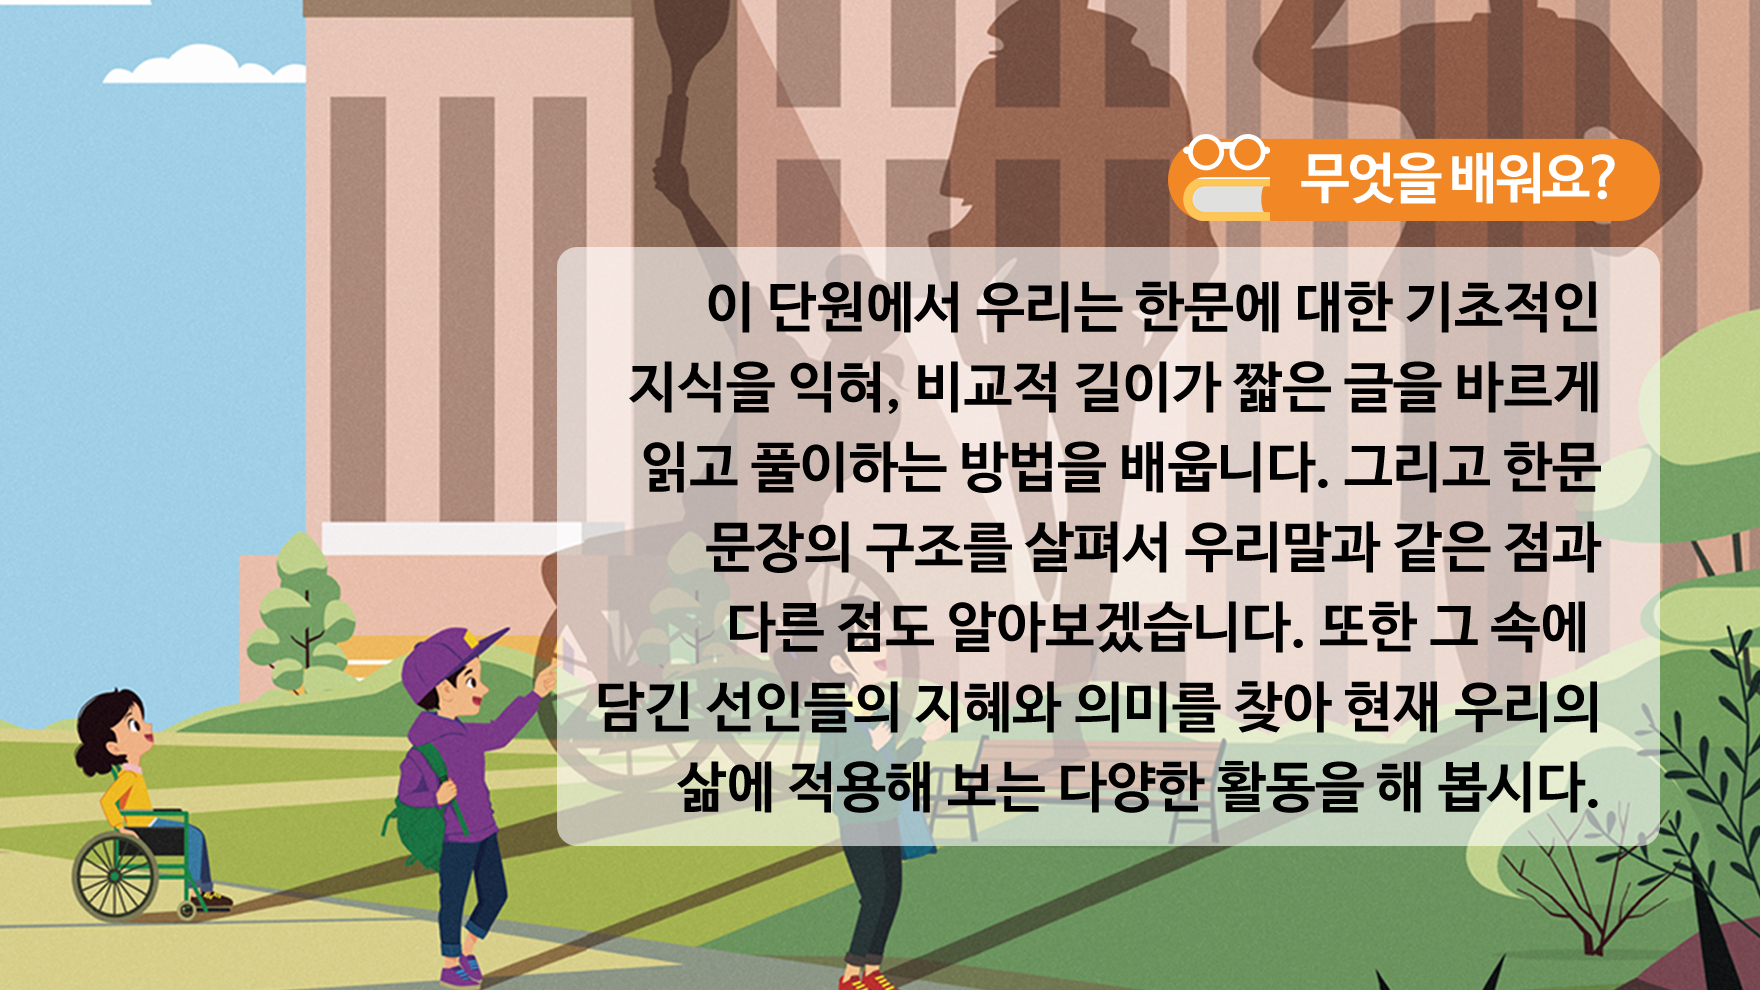 무엇을 배워요?
이 단원에서 우리는 한문에 대한 기초적인
지식을 익혀, 비교적 길이가 짧은 글을 바르게
읽고 풀이하는 방법을 배웁니다. 그리고 한문
문장의 구조를 살펴서 우리말과 같은 점과
다른 점도 알아보겠습니다. 또한 그 속에
담긴 선인들의 지혜와 의미를 찾아 현재 우리의
삶에 적용해 보는 다양한 활동을 해 봅시다.